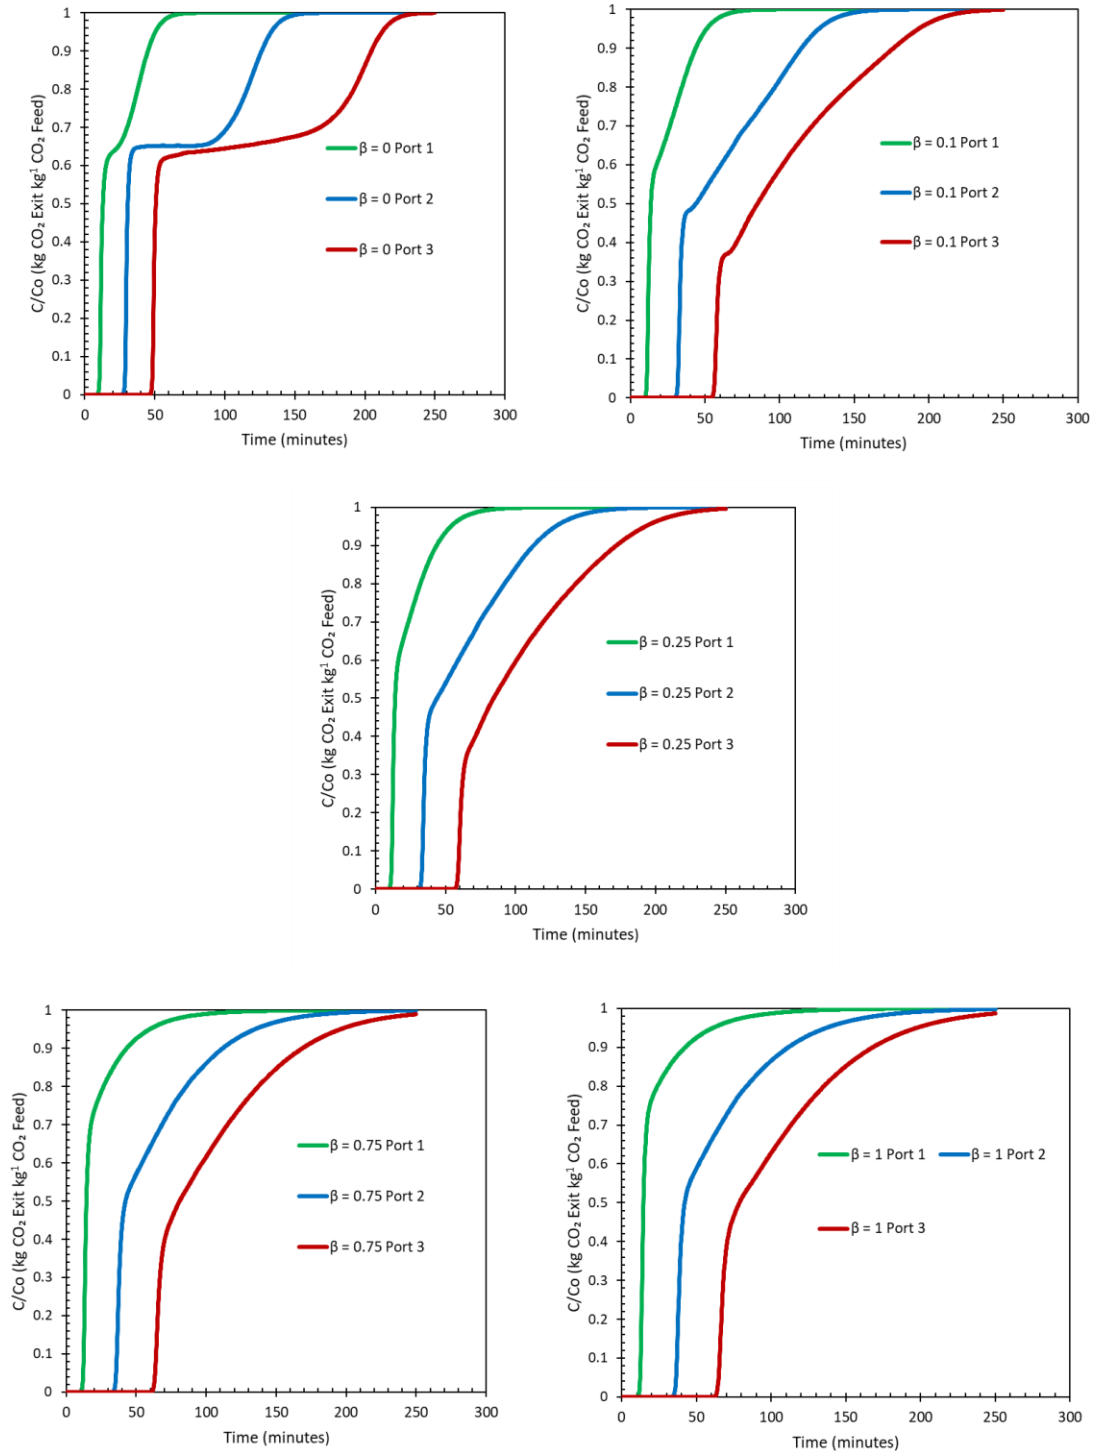 1
0.9
0.8
0.7
0.6
0.5
0.4
0.3
0.2
0.1
0
0 50 100 150 200 250 300
C/Co (kg CO₂ Exit kg¹ CO₂ Feed)
Time (minutes)
β = 0 Port 1
β = 0 Port 2
β = 0 Port 3
1
0.9
0.8
0.7
0.6
0.5
0.4
0.3
0.2
0.1
0
0 50 100 150 200 250 300
C/Co (kg CO₂ Exit kg¹ CO₂ Feed)
Time (minutes)
β = 0.1 Port 1
β = 0.1 Port 2
β = 0.1 Port 3
1
0.9
0.8
0.7
0.6
0.5
0.4
0.3
0.2
0.1
0
0 50 100 150 200 250 300
C/Co (kg CO₂ Exit kg¹ CO₂ Feed)
Time (minutes)
β = 0.25 Port 1
β = 0.25 Port 2
β = 0.25 Port 3
1
0.9
0.8
0.7
0.6
0.5
0.4
0.3
0.2
0.1
0
0 50 100 150 200 250 300
C/Co (kg CO₂ Exit kg¹ CO₂ Feed)
Time (minutes)
β = 0.75 Port 1
β = 0.75 Port 2
β = 0.75 Port 3
1
0.9
0.8
0.7
0.6
0.5
0.4
0.3
0.2
0.1
0
0 50 100 150 200 250 300
C/Co (kg CO₂ Exit kg¹ CO₂ Feed)
Time (minutes)
β = 1 Port 1 β = 1 Port 2
β = 1 Port 3